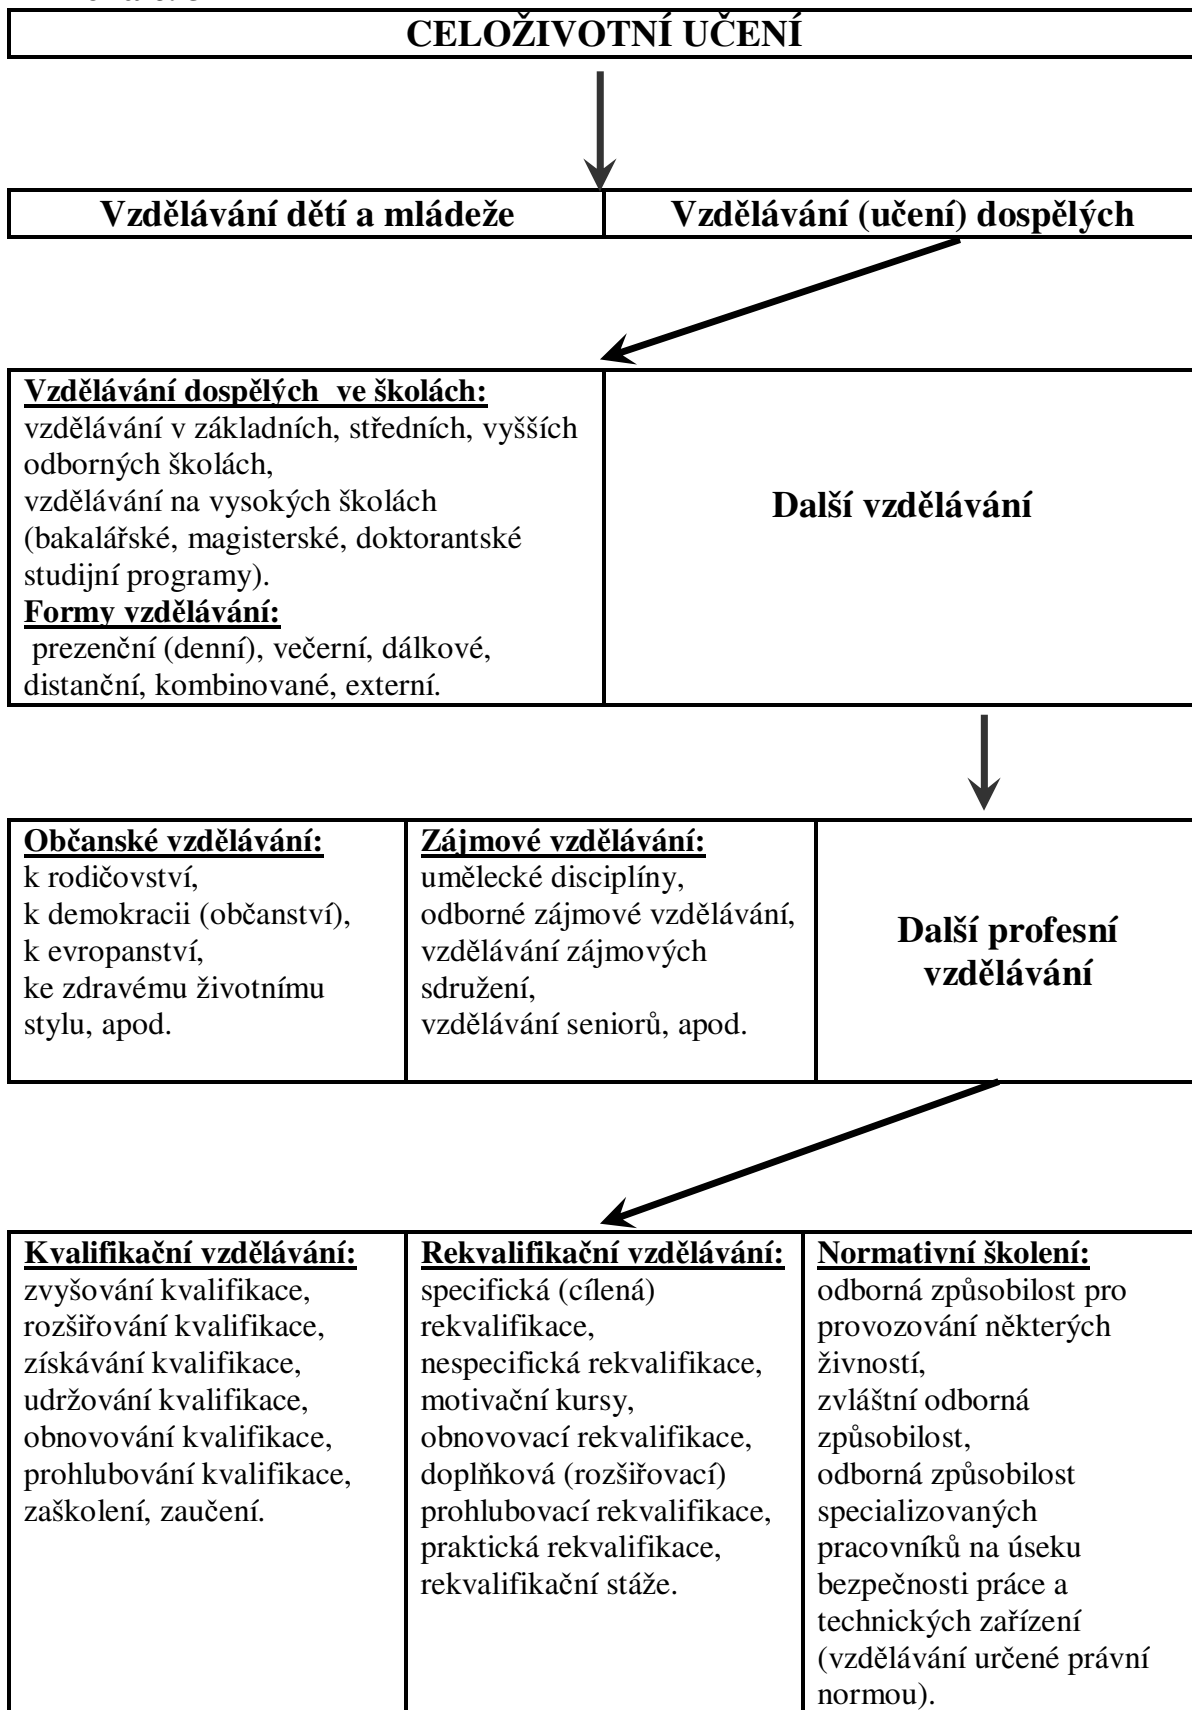 CELOŽIVOTNÍ UČENÍ
Vzdělávání dětí a mládeže
Vzdělávání (učení) dospělých
Vzdělávání dospělých ve školách:
vzdělávání v základních, středních, vyšších
odborných školách,
vzdělávání na vysokých školách
(bakalářské, magisterské, doktorantské
studijní programy).
Formy vzdělávání:
prezenční (denní), večerní, dálkové,
distanční, kombinované, externí.
Další vzdělávání
Občanské vzdělávání:
k rodičovství,
k demokracii (občanství),
k evropanství,
ke zdravému životnímu
stylu, apod.
Zájmové vzdělávání:
umělecké disciplíny,
odborné zájmové vzdělávání,
vzdělávání zájmových
sdružení,
vzdělávání seniorů, apod.
Další profesní
vzdělávání
Kvalifikační vzdělávání:
zvyšování kvalifikace,
rozšiřování kvalifikace,
získávání kvalifikace,
udržování kvalifikace,
obnovování kvalifikace,
prohlubování kvalifikace,
zaškolení, zaučení.
Rekvalifikační vzdělávání:
specifická (cílená)
rekvalifikace,
nespecifická rekvalifikace,
motivační kursy,
obnovovací rekvalifikace,
doplňková (rozšiřovací)
prohlubovací rekvalifikace,
praktická rekvalifikace,
rekvalifikační stáže.
Normativní školení:
odborná způsobilost pro
provozování některých
živností,
zvláštní odborná
způsobilost,
odborná způsobilost
specializovaných
pracovníků na úseku
bezpečnosti práce a
technických zařízení
(vzdělávání určené právní
normou).